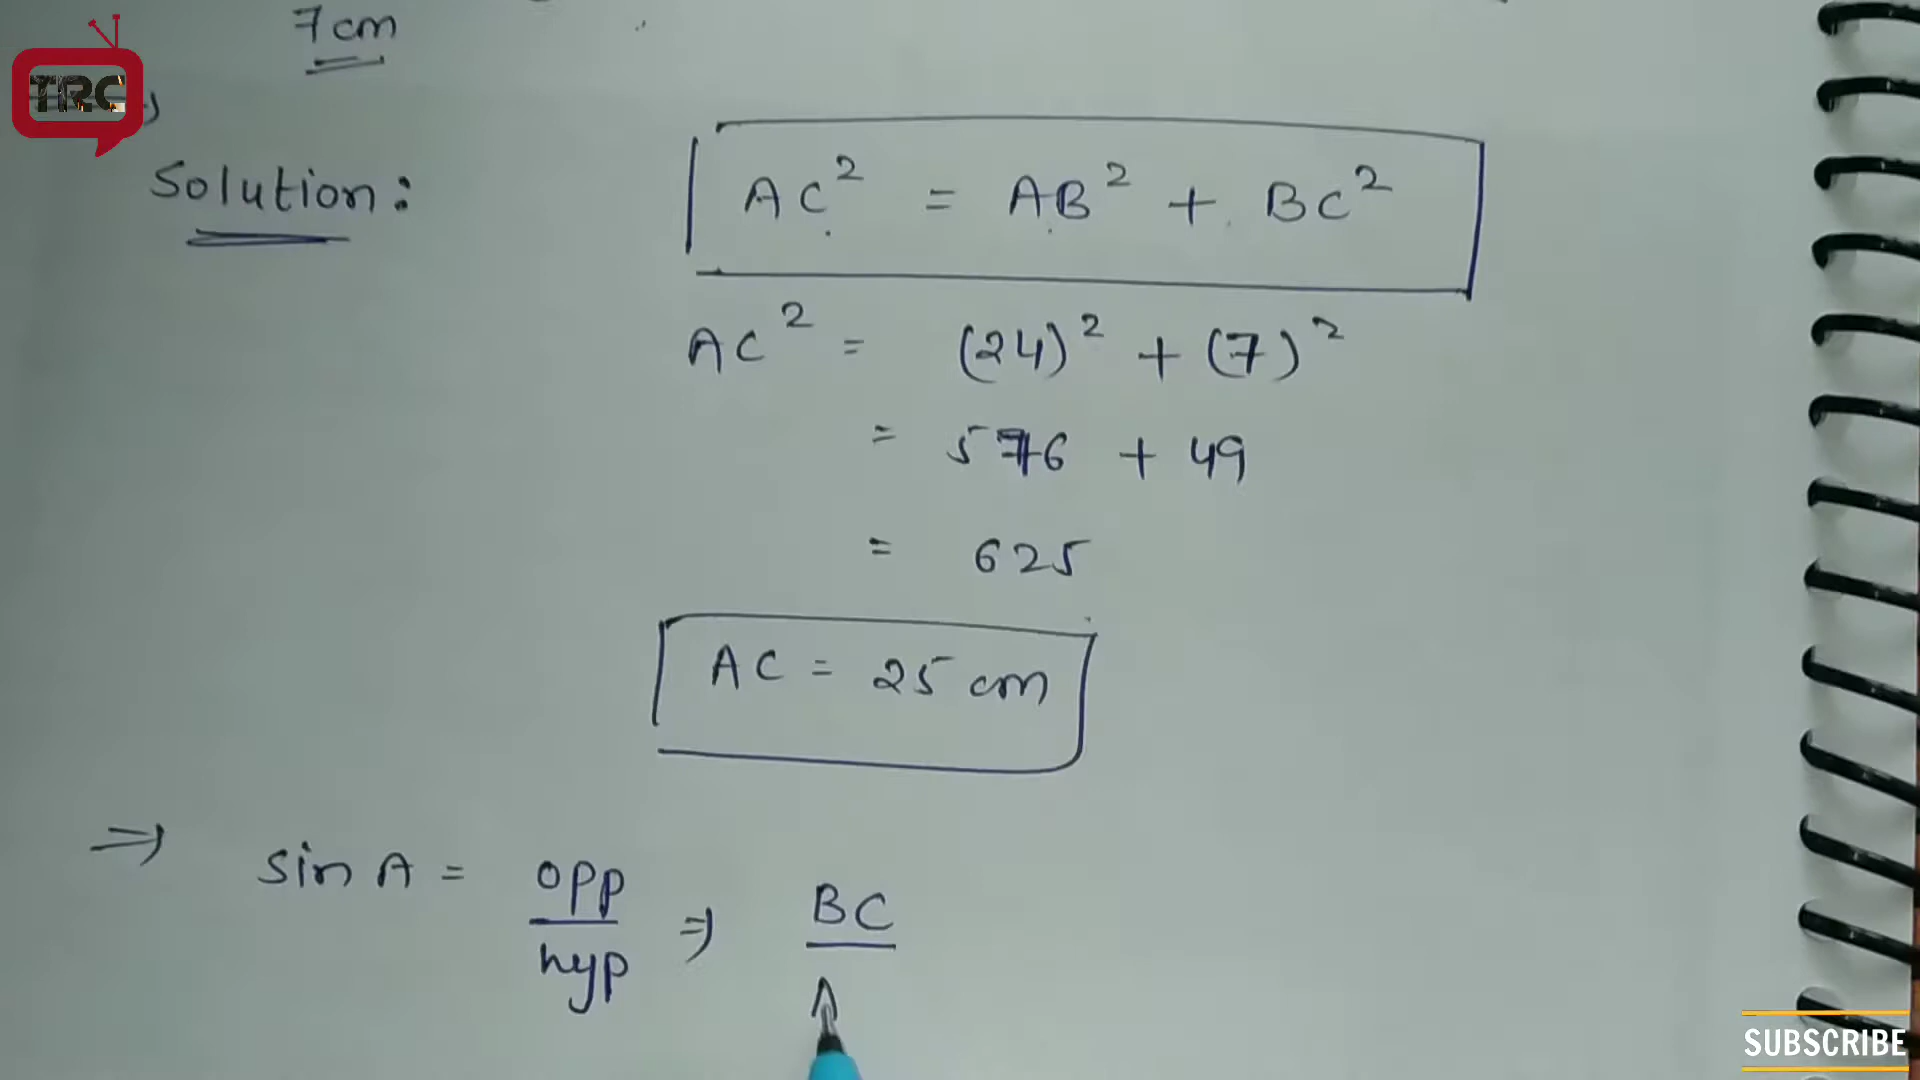 7cm
TRC
Solution:
AC² = AB² + BC²
AC² = (24)² + (7)²
= 576 + 49
= 625
AC = 25 cm
⇒ sin A = opp/hyp ⇒ BC/A
SUBSCRIBE